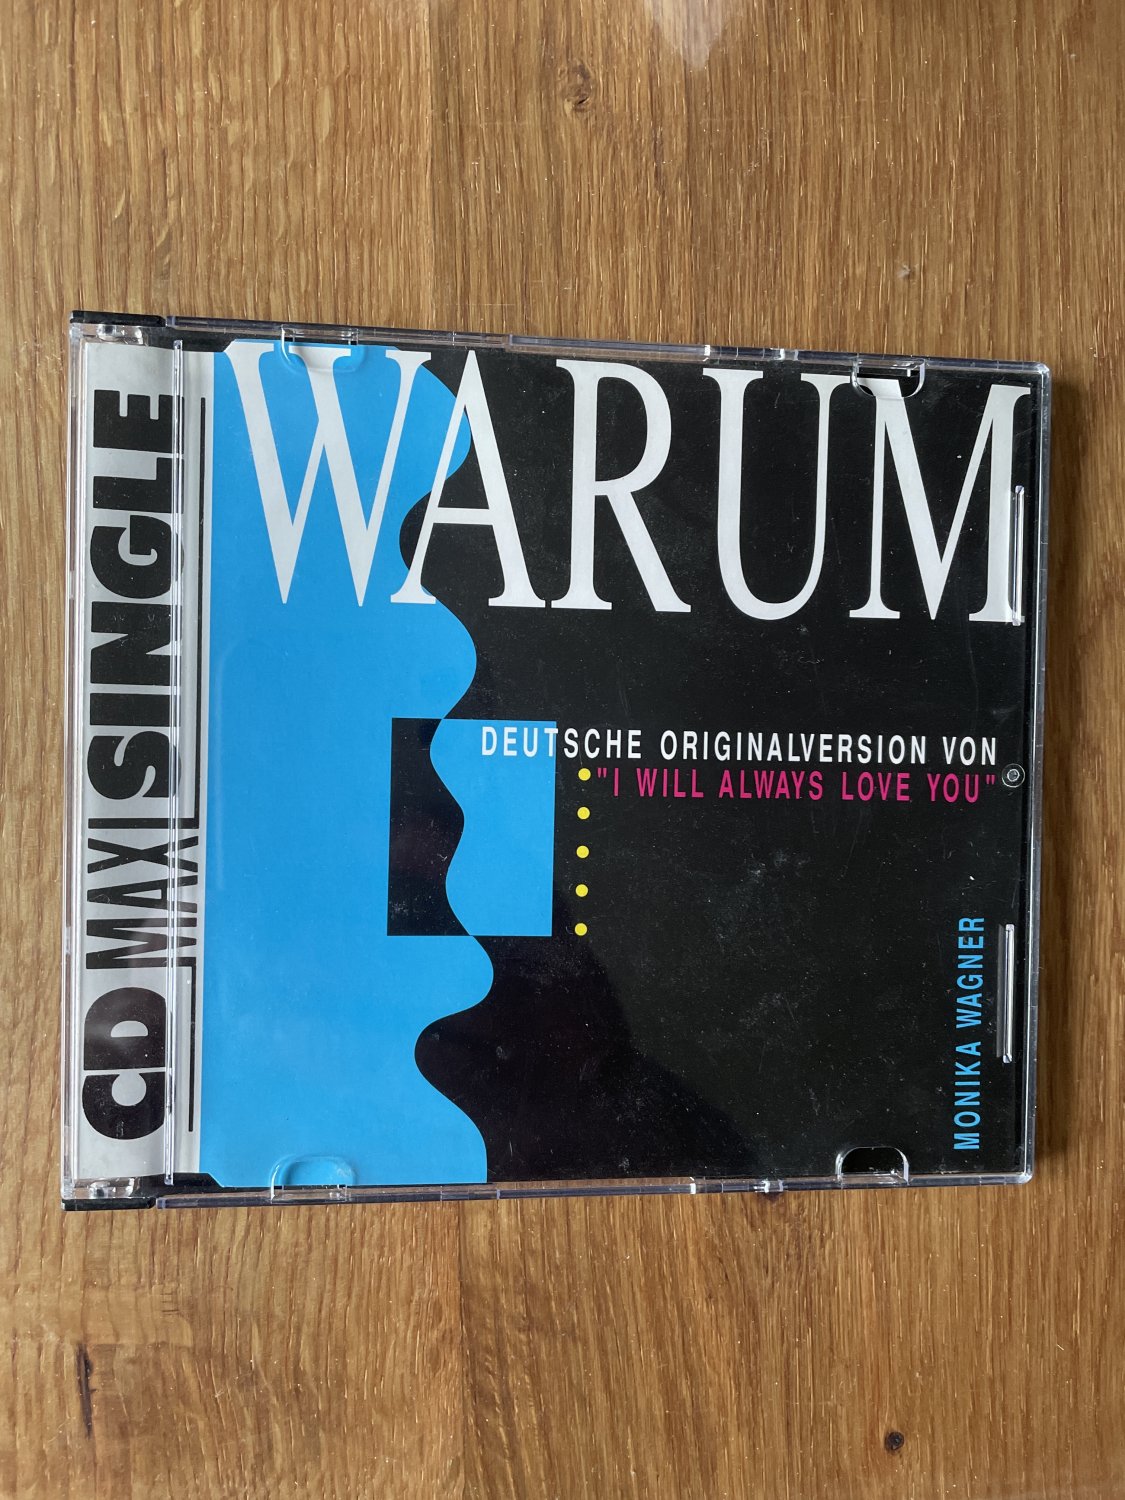 WARUM
DEUTSCHE ORIGINALVERSION VON
"I WILL ALWAYS LOVE YOU"
MONIKA WAGNER
CD MAXI SINGLE